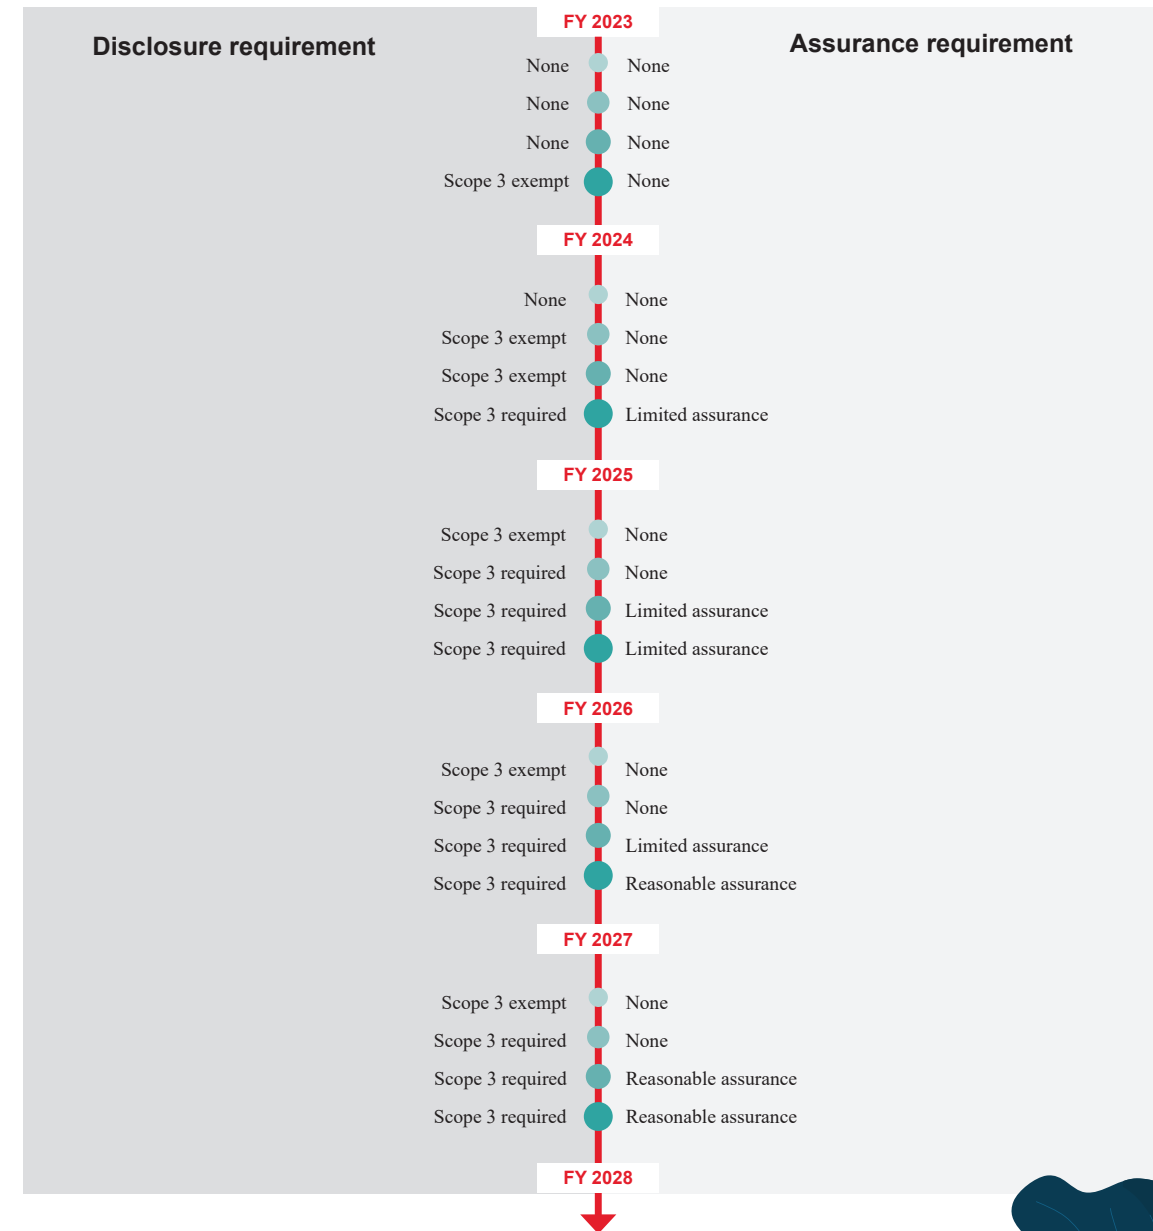 FY 2023
Disclosure requirement
Assurance requirement
None None
None None
None None
Scope 3 exempt None
FY 2024
None None
Scope 3 exempt None
Scope 3 exempt None
Scope 3 required Limited assurance
FY 2025
Scope 3 exempt None
Scope 3 required None
Scope 3 required Limited assurance
Scope 3 required Limited assurance
FY 2026
Scope 3 exempt None
Scope 3 required None
Scope 3 required Limited assurance
Scope 3 required Reasonable assurance
FY 2027
Scope 3 exempt None
Scope 3 required None
Scope 3 required Reasonable assurance
Scope 3 required Reasonable assurance
FY 2028